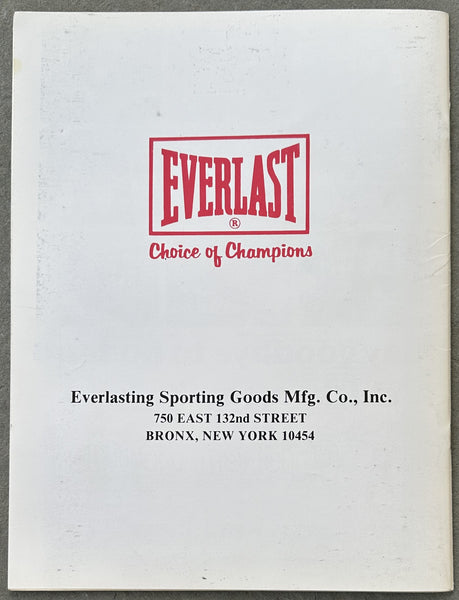 EVERLAST
®
Choice of Champions
Everlasting Sporting Goods Mfg. Co., Inc.
750 EAST 132nd STREET
BRONX, NEW YORK 10454